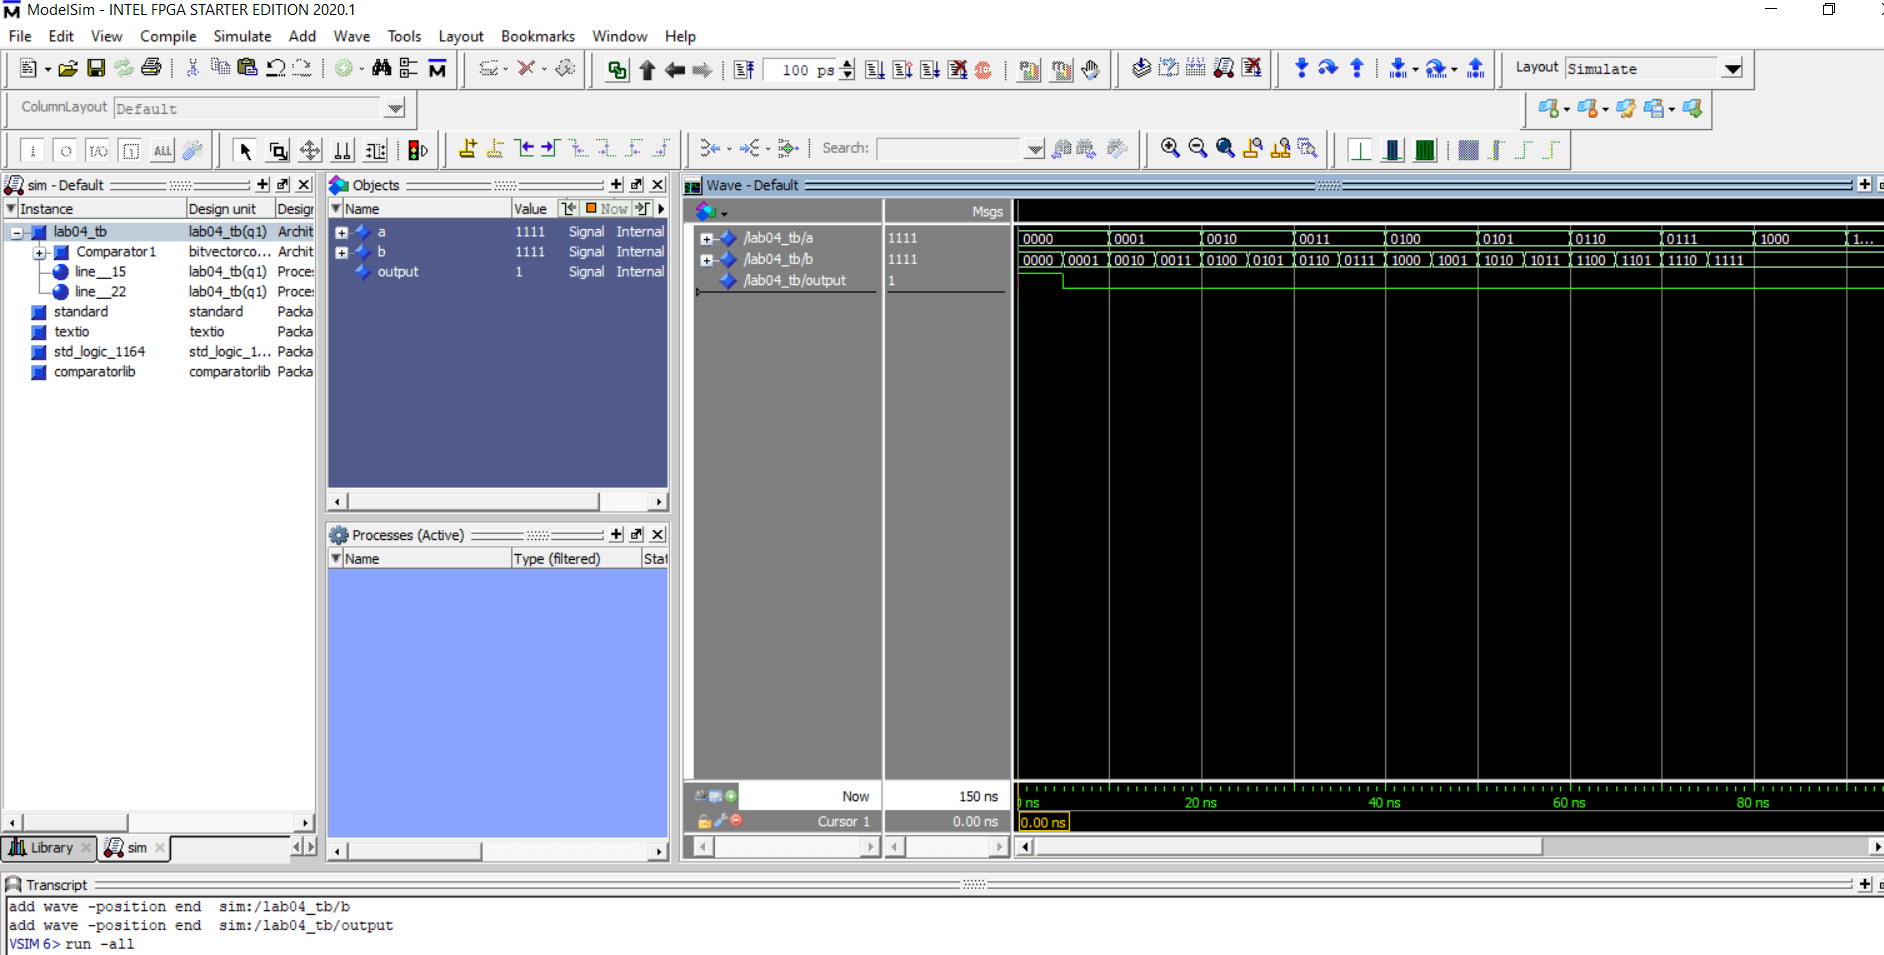 ModelSim - INTEL FPGA STARTER EDITION 2020.1
File Edit View Compile Simulate Add Wave Tools Layout Bookmarks Window Help
100 ps
Layout Simulate
ColumnLayout Default
Search:
sim - Default
Instance Design unit
lab04_tb lab04_tb(q1) Archit
Comparator1 bitvectorco... Archit
line__15 lab04_tb(q1) Proce
line__22 lab04_tb(q1) Proce
standard standard Packa
textio textio Packa
std_logic_1164 std_logic_1... Packa
comparatorlib comparatorlib Packa
Library sim
Objects
Name Value Now
a 1111 Signal Internal
b 1111 Signal Internal
output 1 Signal Internal
Processes (Active)
Name Type (filtered) Stat
Wave - Default
Msgs
/lab04_tb/a 1111 0000 0001 0010 0011 0100 0101 0110 0111 1000 1...
/lab04_tb/b 1111 0000 0001 0010 0011 0100 0101 0110 0111 1000 1001 1010 1011 1100 1101 1110 1111
/lab04_tb/output 1
Now 150 ns ns 20 ns 40 ns 60 ns 80 ns
Cursor 1 0.00 ns 0.00 ns
Transcript
add wave -position end sim:/lab04_tb/b
add wave -position end sim:/lab04_tb/output
VSIM 6> run -all